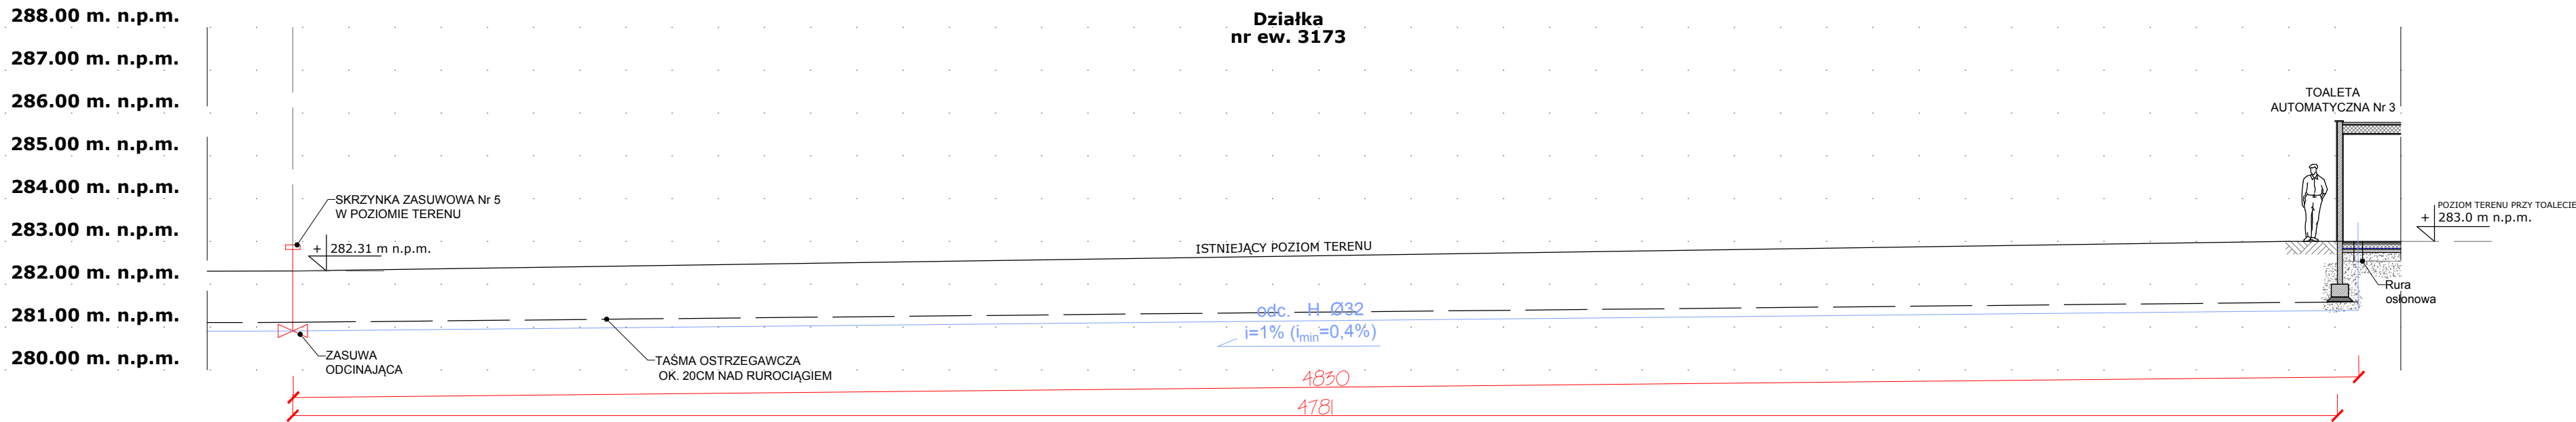 288.00 m. n.p.m.
287.00 m. n.p.m.
286.00 m. n.p.m.
285.00 m. n.p.m.
284.00 m. n.p.m.
283.00 m. n.p.m.
282.00 m. n.p.m.
281.00 m. n.p.m.
280.00 m. n.p.m.
Działka
nr ew. 3173
TOALETA
AUTOMATYCZNA Nr 3
SKRZYNKA ZASUWOWA Nr 5
W POZIOMIE TERENU
+ 282.31 m n.p.m.
ISTNIEJĄCY POZIOM TERENU
POZIOM TERENU PRZY TOALECIE
+ 283.0 m n.p.m.
Rura
osłonowa
odc. H Ø32
i=1% (imin=0,4%)
ZASUWA
ODCINAJĄCA
TAŚMA OSTRZEGAWCZA
OK. 20CM NAD RUROCIĄGIEM
4830
4781